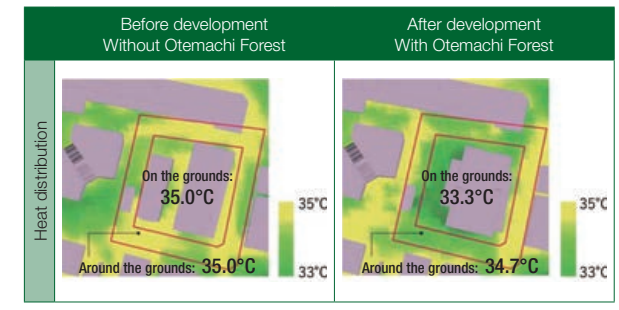 Before development
Without Otemachi Forest
After development
With Otemachi Forest
Heat distribution
On the grounds:
35.0°C
Around the grounds: 35.0°C
35°C
33°C
On the grounds:
33.3°C
Around the grounds: 34.7°C
35°C
33°C